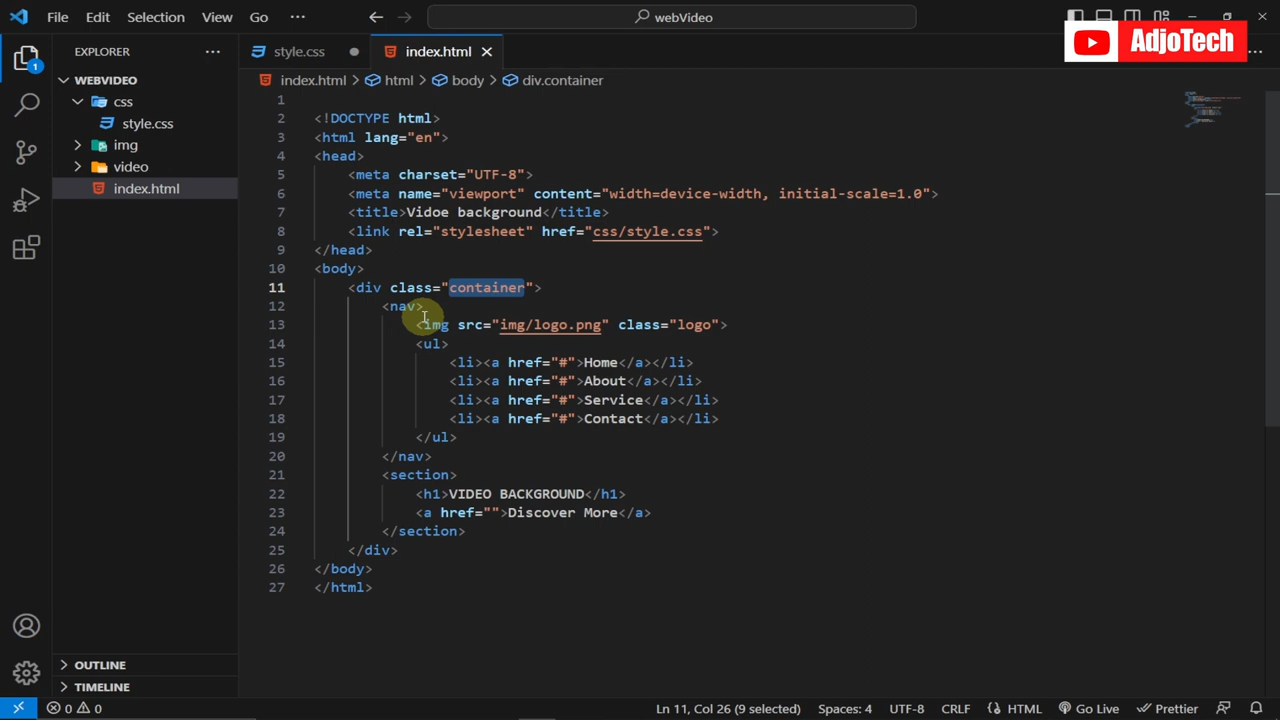 File Edit Selection View Go ··· webVideo
AdjoTech
EXPLORER ···
style.css
index.html
WEBVIDEO
css
style.css
img
video
index.html
index.html > html > body > div.container
1
2 <!DOCTYPE html>
3 <html lang="en">
4 <head>
5 <meta charset="UTF-8">
6 <meta name="viewport" content="width=device-width, initial-scale=1.0">
7 <title>Vidoe background</title>
8 <link rel="stylesheet" href="css/style.css">
9 </head>
10 <body>
11 <div class="container">
12 <nav>
13 <img src="img/logo.png" class="logo">
14 <ul>
15 <li><a href="#">Home</a></li>
16 <li><a href="#">About</a></li>
17 <li><a href="#">Service</a></li>
18 <li><a href="#">Contact</a></li>
19 </ul>
20 </nav>
21 <section>
22 <h1>VIDEO BACKGROUND</h1>
23 <a href="">Discover More</a>
24 </section>
25 </div>
26 </body>
27 </html>
1
OUTLINE
TIMELINE
0 0 Ln 11, Col 26 (9 selected) Spaces: 4 UTF-8 CRLF HTML Go Live Prettier